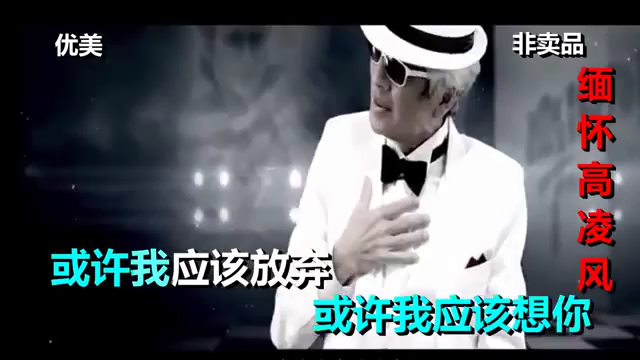 优美
非卖品
缅怀高凌风
或许我应该放弃
或许我应该想你